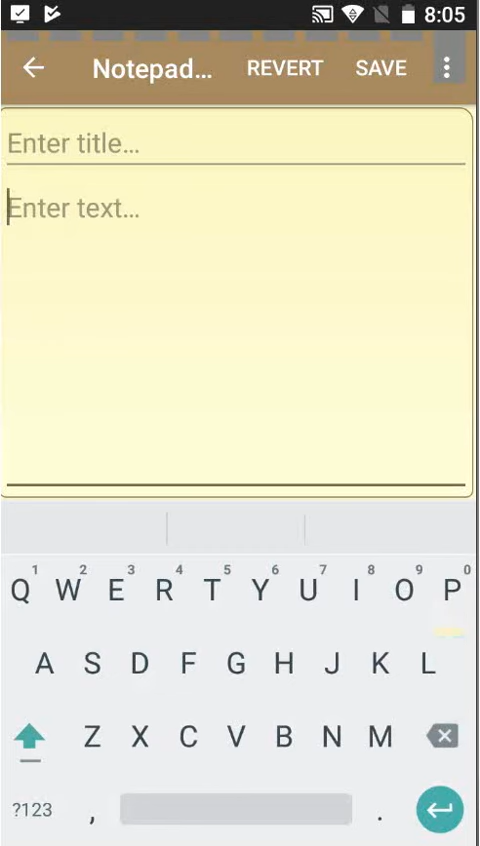 8:05
Notepad... REVERT SAVE
Enter title...
Enter text...
1 2 3 4 5 6 7 8 9 0
Q W E R T Y U I O P
A S D F G H J K L
Z X C V B N M
?123 , .